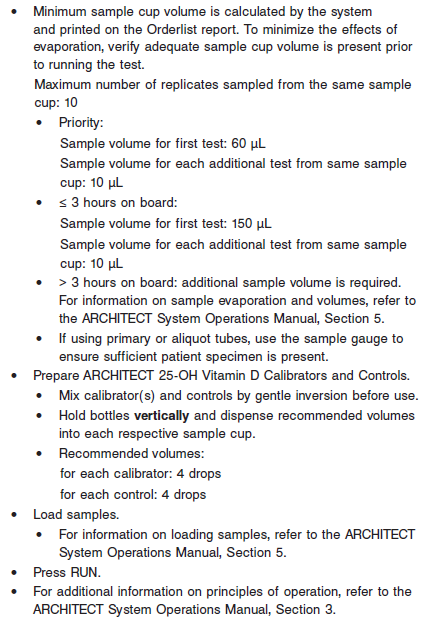 • Minimum sample cup volume is calculated by the system
and printed on the Orderlist report. To minimize the effects of
evaporation, verify adequate sample cup volume is present prior
to running the test.
Maximum number of replicates sampled from the same sample
cup: 10
• Priority:
Sample volume for first test: 60 µL
Sample volume for each additional test from same sample
cup: 10 µL
• ≤ 3 hours on board:
Sample volume for first test: 150 µL
Sample volume for each additional test from same sample
cup: 10 µL
• > 3 hours on board: additional sample volume is required.
For information on sample evaporation and volumes, refer to
the ARCHITECT System Operations Manual, Section 5.
• If using primary or aliquot tubes, use the sample gauge to
ensure sufficient patient specimen is present.
• Prepare ARCHITECT 25-OH Vitamin D Calibrators and Controls.
• Mix calibrator(s) and controls by gentle inversion before use.
• Hold bottles vertically and dispense recommended volumes
into each respective sample cup.
• Recommended volumes:
for each calibrator: 4 drops
for each control: 4 drops
• Load samples.
• For information on loading samples, refer to the ARCHITECT
System Operations Manual, Section 5.
• Press RUN.
• For additional information on principles of operation, refer to the
ARCHITECT System Operations Manual, Section 3.